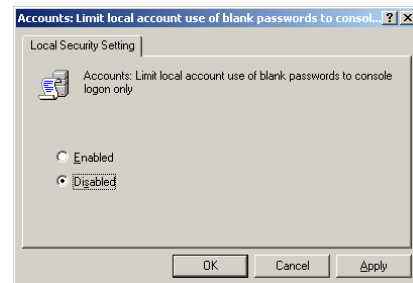 Accounts: Limit local account use of blank passwords to consol...
Local Security Setting
Accounts: Limit local account use of blank passwords to console
logon only
Enabled
Disabled
OK Cancel Apply